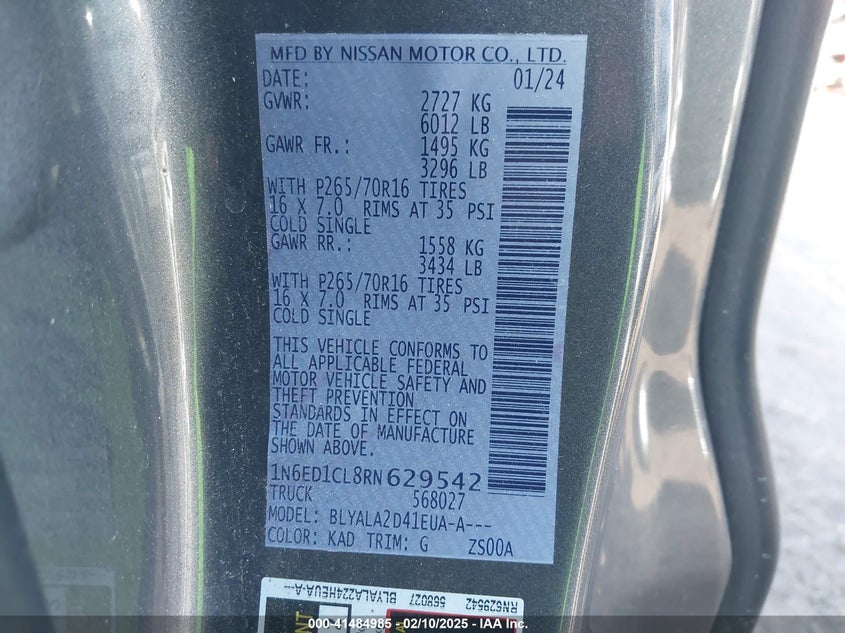 MFD BY NISSAN MOTOR CO., LTD.
DATE: 01/24
GVWR: 2727 KG
6012 LB
GAWR FR.: 1495 KG
3296 LB
WITH P265/70R16 TIRES
16 X 7.0 RIMS AT 35 PSI
COLD SINGLE
GAWR RR.: 1558 KG
3434 LB
WITH P265/70R16 TIRES
16 X 7.0 RIMS AT 35 PSI
COLD SINGLE
THIS VEHICLE CONFORMS TO
ALL APPLICABLE FEDERAL
MOTOR VEHICLE SAFETY AND
THEFT PREVENTION
STANDARDS IN EFFECT ON
THE DATE OF MANUFACTURE
SHOWN ABOVE.
1N6ED1CL8RN629542
TRUCK 568027
MODEL: BLYALA2D41EUA-A---
COLOR: KAD TRIM: G ZS00A
RN629542 568027 BLYALA224HEUA-A--
000-41484985 - 02/10/2025 - IAA Inc.